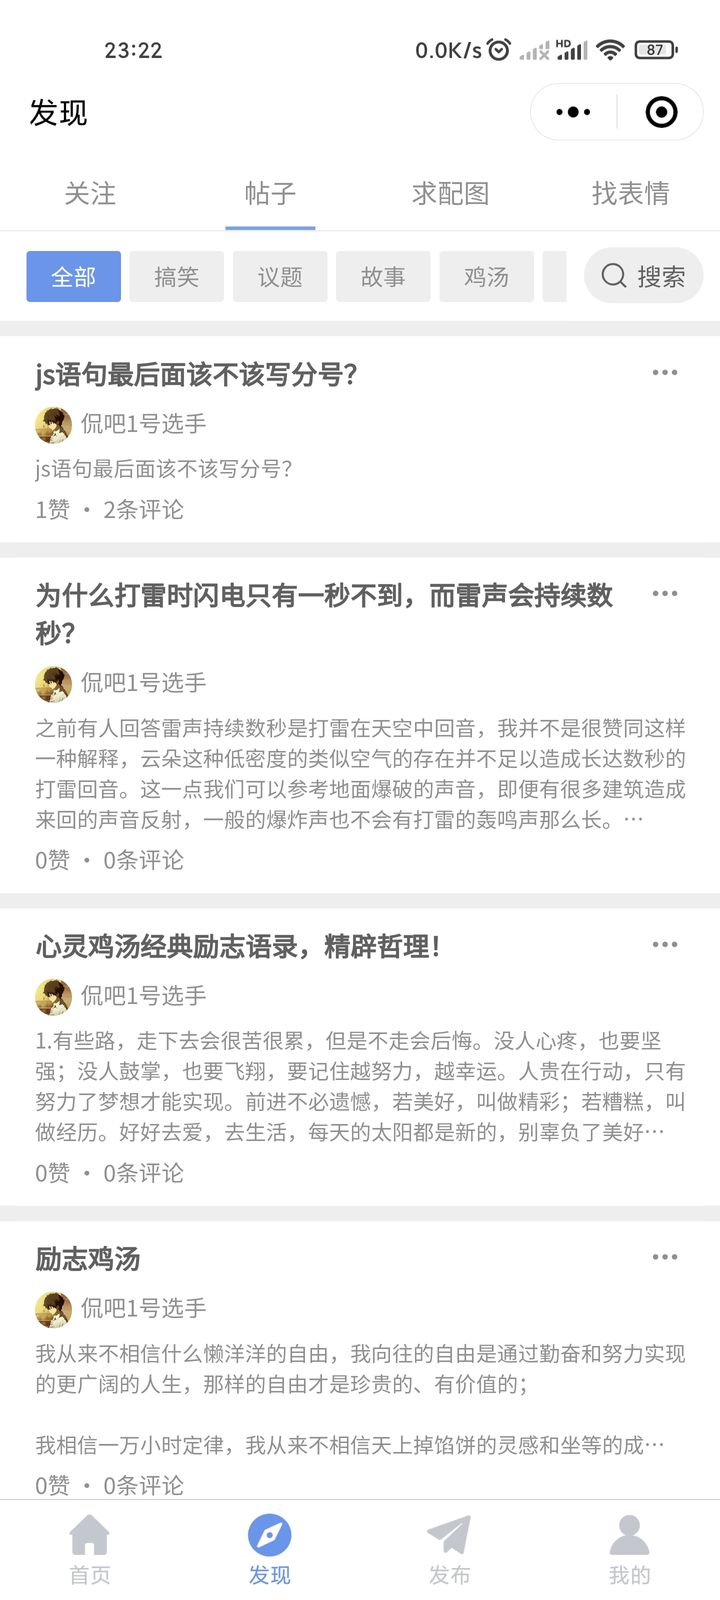 23:22
0.0K/s HD 87
发现
关注 帖子 求配图 找表情
全部 搞笑 议题 故事 鸡汤 搜索
js语句最后面该不该写分号?
侃吧1号选手
js语句最后面该不该写分号?
1赞 · 2条评论
为什么打雷时闪电只有一秒不到，而雷声会持续数
秒?
侃吧1号选手
之前有人回答雷声持续数秒是打雷在天空中回音，我并不是很赞同这样
一种解释，云朵这种低密度的类似空气的存在并不足以造成长达数秒的
打雷回音。这一点我们可以参考地面爆破的声音，即便有很多建筑造成
来回的声音反射，一般的爆炸声也不会有打雷的轰鸣声那么长。…
0赞 · 0条评论
心灵鸡汤经典励志语录，精辟哲理！
侃吧1号选手
1.有些路，走下去会很苦很累，但是不走会后悔。没人心疼，也要坚
强；没人鼓掌，也要飞翔，要记住越努力，越幸运。人贵在行动，只有
努力了梦想才能实现。前进不必遗憾，若美好，叫做精彩；若糟糕，叫
做经历。好好去爱，去生活，每天的太阳都是新的，别辜负了美好…
0赞 · 0条评论
励志鸡汤
侃吧1号选手
我从来不相信什么懒洋洋的自由，我向往的自由是通过勤奋和努力实现
的更广阔的人生，那样的自由才是珍贵的、有价值的；
我相信一万小时定律，我从来不相信天上掉馅饼的灵感和坐等的成…
0赞 · 0条评论
首页 发现 发布 我的